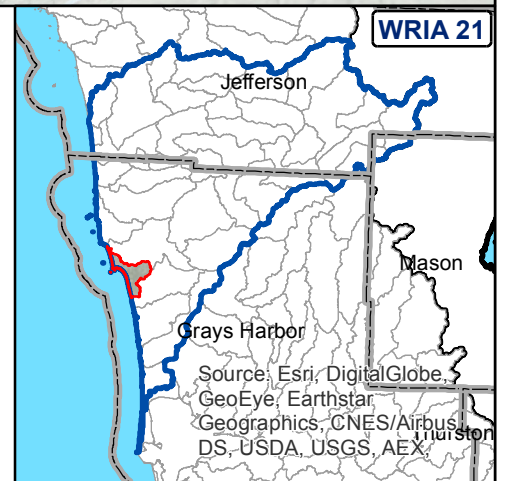 WRIA 21
Jefferson
Mason
Grays Harbor
Source: Esri, DigitalGlobe,
GeoEye, Earthstar
Geographics, CNES/Airbus
DS, USDA, USGS, AEX,
Thurston